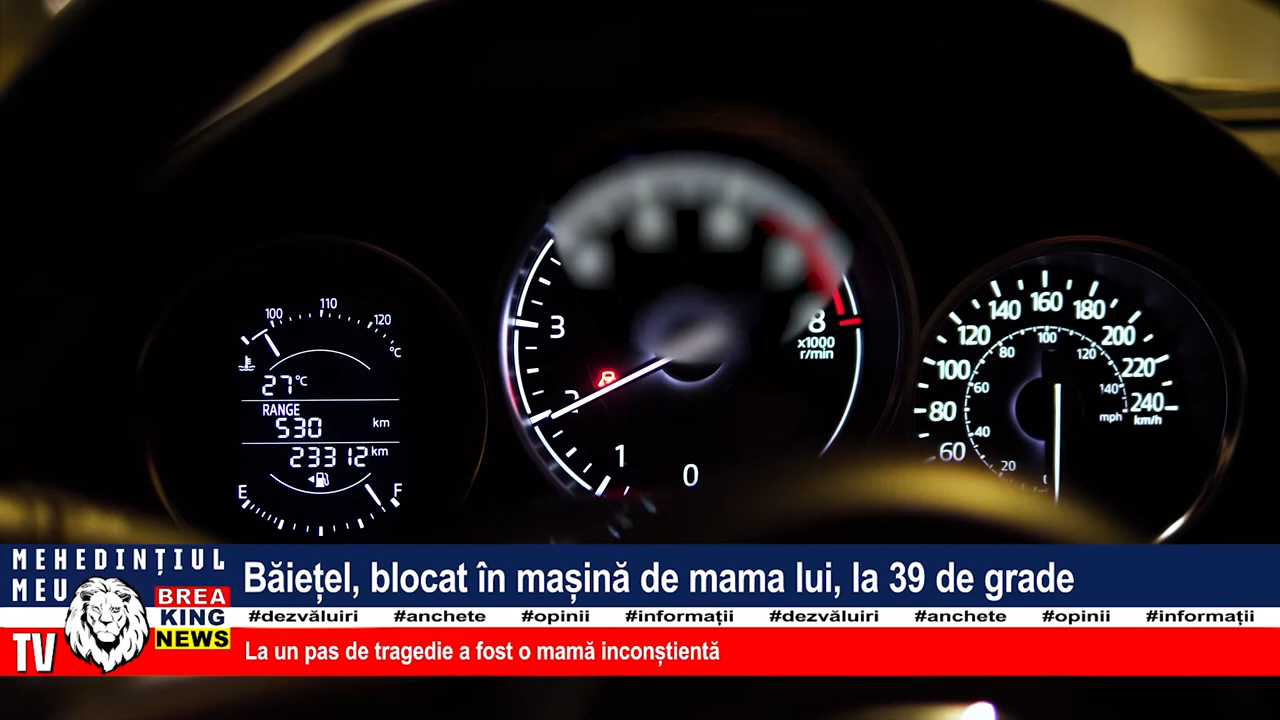 110
100
120
°C
27°C
RANGE
530 km
23312 km
E
F
3
2
1
0
8
x1000
r/min
60
80
100
120
140
160
180
200
220
240
km/h
20
40
60
80
100
120
140
mph
MEHEDINȚIUL
MEU
TV
BREA
KING
NEWS
Băiețel, blocat în mașină de mama lui, la 39 de grade
#dezvăluiri #anchete #opinii #informații #dezvăluiri #anchete #opinii #informații
La un pas de tragedie a fost o mamă inconștientă